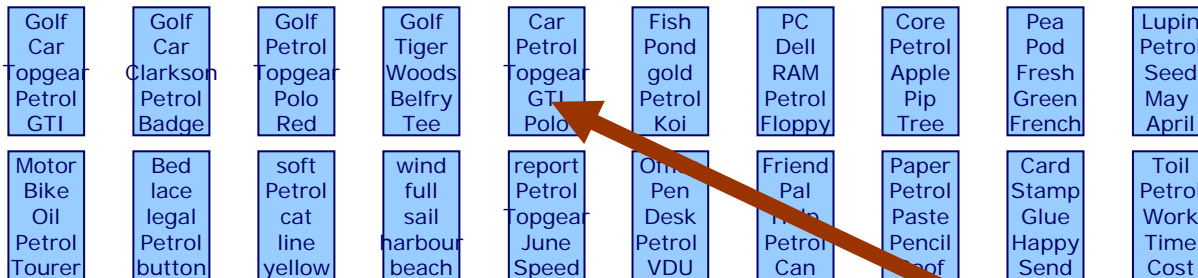 Golf
Car
Topgear
Petrol
GTI
Golf
Car
Clarkson
Petrol
Badge
Golf
Petrol
Topgear
Polo
Red
Golf
Tiger
Woods
Belfry
Tee
Car
Petrol
Topgear
GTI
Polo
Fish
Pond
gold
Petrol
Koi
PC
Dell
RAM
Petrol
Floppy
Core
Petrol
Apple
Pip
Tree
Pea
Pod
Fresh
Green
French
Lupin
Petrol
Seed
May
April
Motor
Bike
Oil
Petrol
Tourer
Bed
lace
legal
Petrol
button
soft
Petrol
cat
line
yellow
wind
full
sail
harbour
beach
report
Petrol
Topgear
June
Speed
Pen
Desk
Petrol
VDU
Friend
Pal
Petrol
Can
Paper
Petrol
Paste
Pencil
Card
Stamp
Glue
Happy
Send
Toil
Petrol
Work
Time
Cost